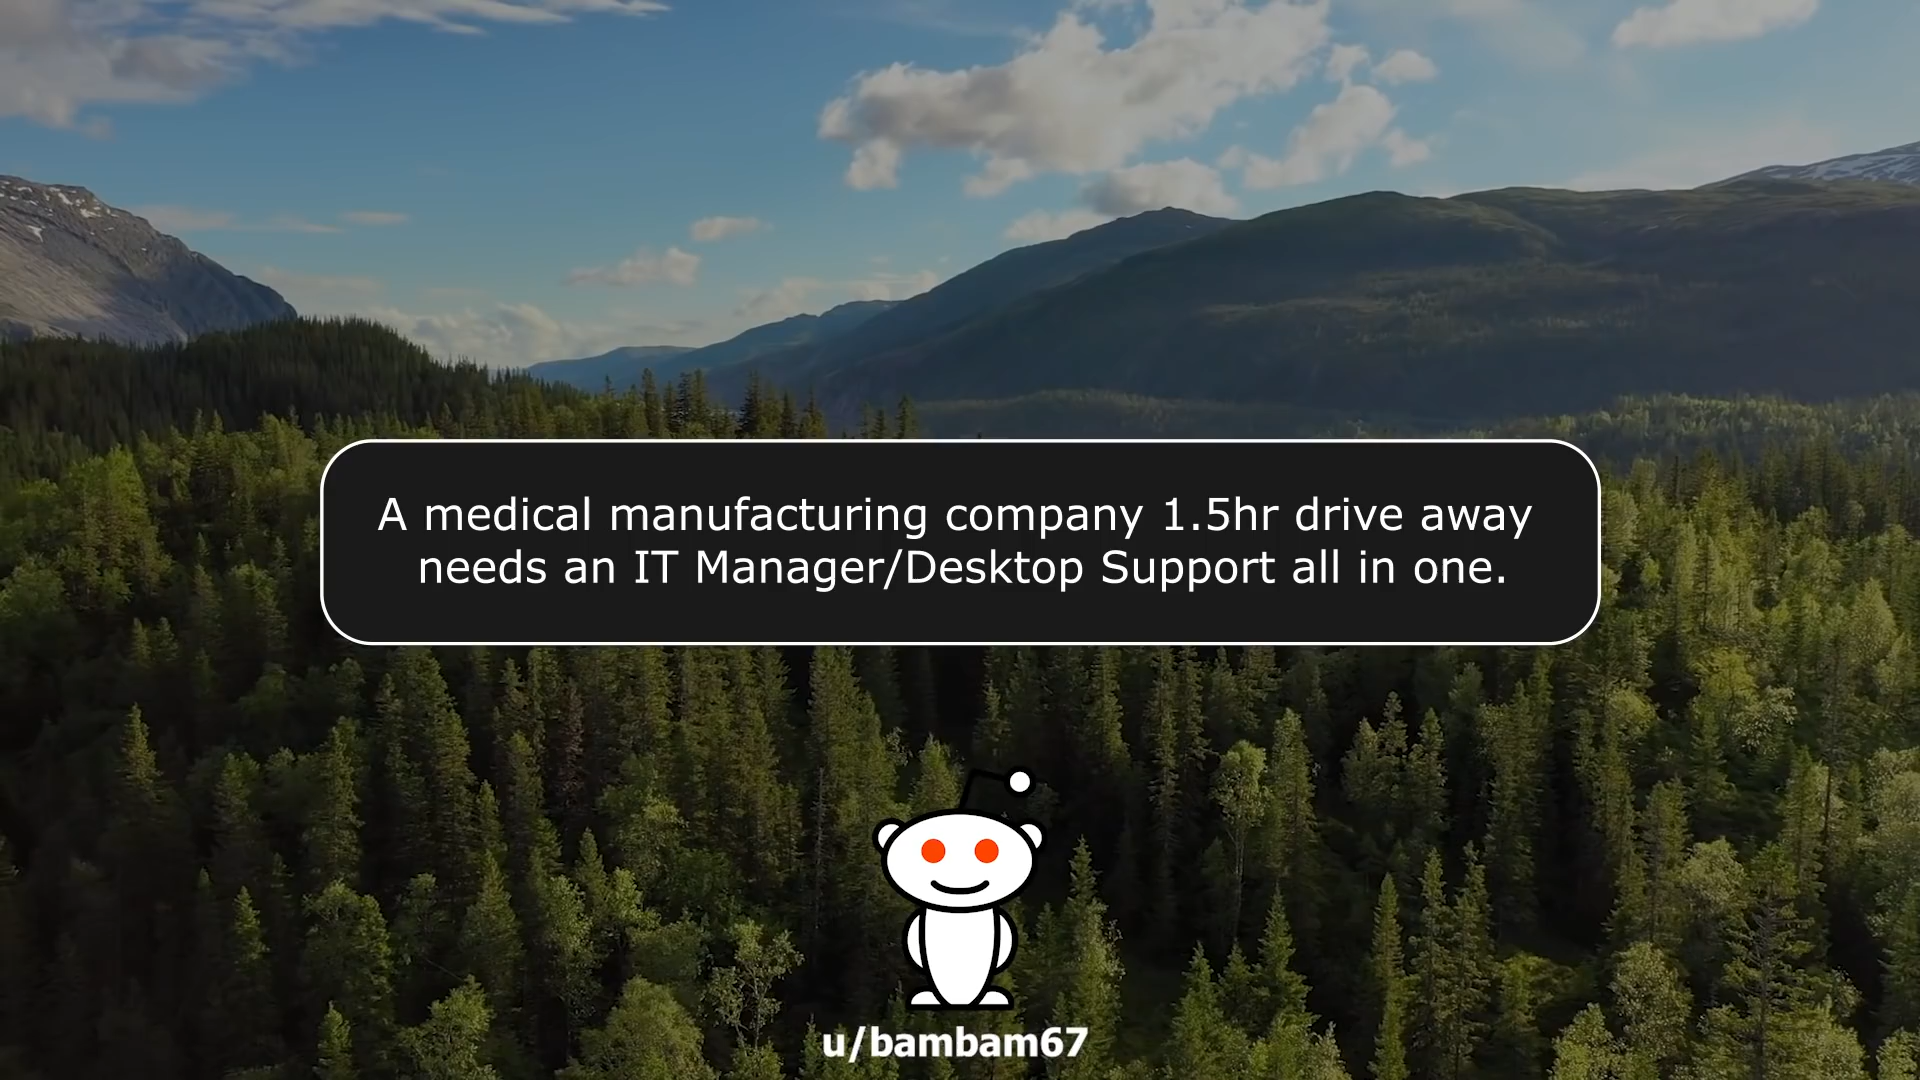 A medical manufacturing company 1.5hr drive away
needs an IT Manager/Desktop Support all in one.
u/bambam67